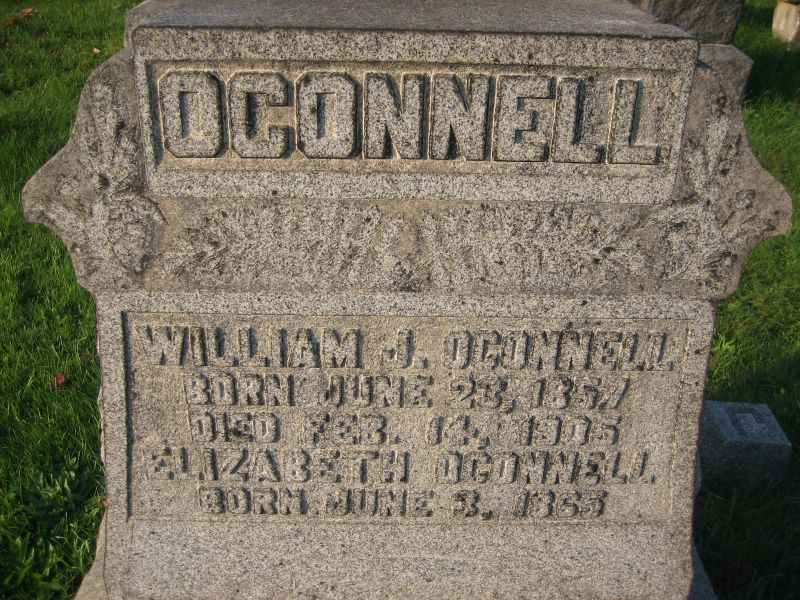 OCONNELL
WILLIAM J. OCONNELL
BORN JUNE 23, 1857
DIED FEB. 14, 1905
ELIZABETH OCONNELL
BORN JUNE 3, 1865